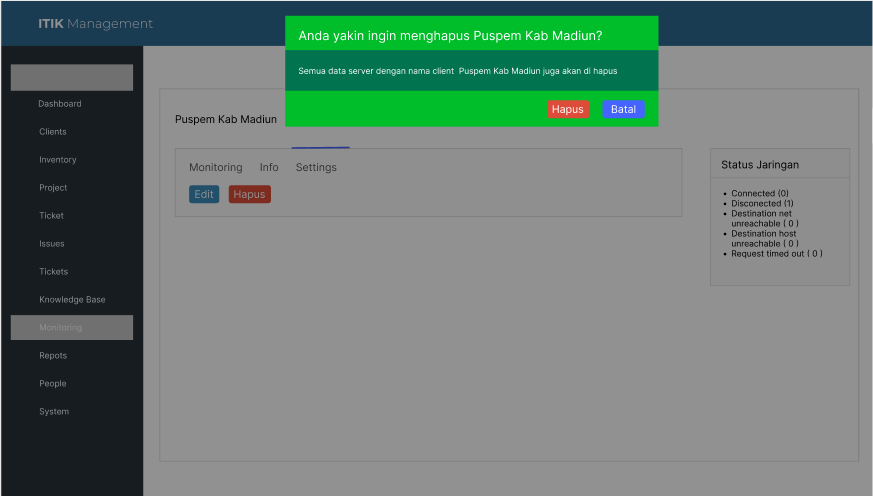 ITIK Management
Anda yakin ingin menghapus Puspem Kab Madiun?
Semua data server dengan nama client Puspem Kab Madiun juga akan di hapus
Hapus Batal
Dashboard
Clients
Inventory
Project
Ticket
Issues
Tickets
Knowledge Base
Monitoring
Repots
People
System
Puspem Kab Madiun
Monitoring Info Settings
Edit Hapus
Status Jaringan
• Connected (0)
• Disconected (1)
• Destination net
unreachable ( 0 )
• Destination host
unreachable ( 0 )
• Request timed out ( 0 )